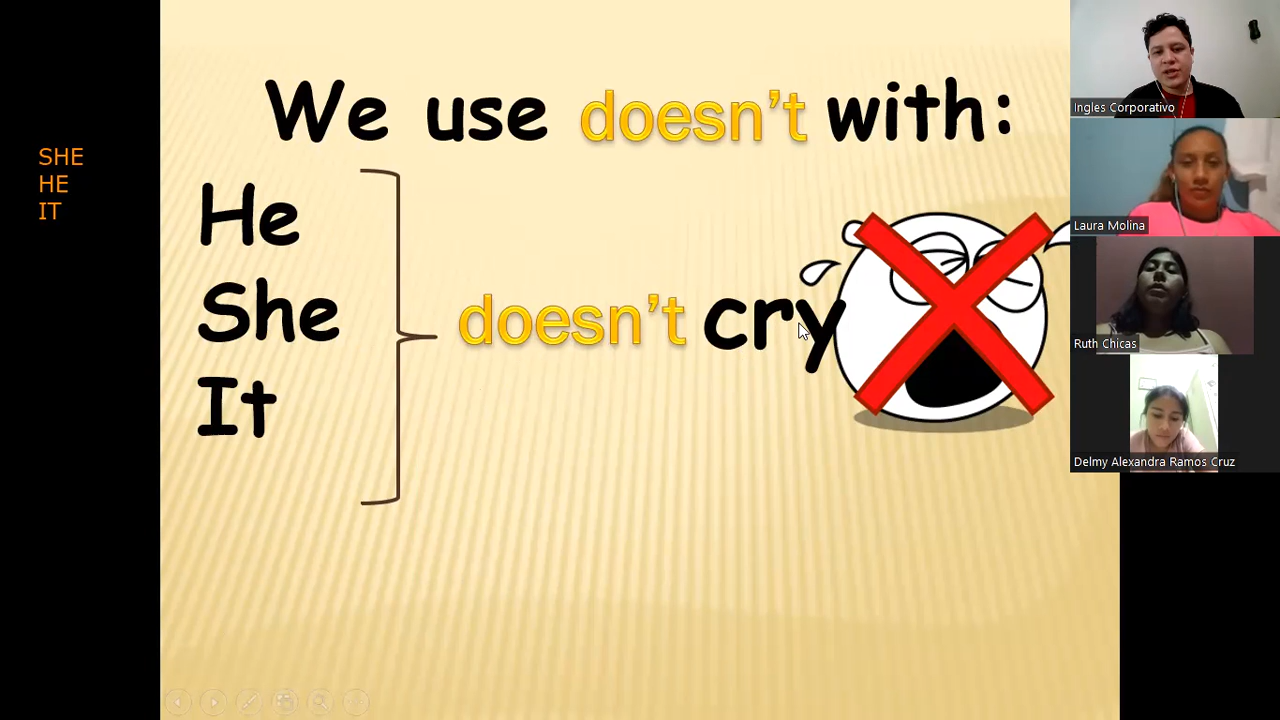 SHE
HE
IT
We use doesn't with:
He
She
It
doesn't cry
Ingles Corporativo
Laura Molina
Ruth Chicas
Delmy Alexandra Ramos Cruz